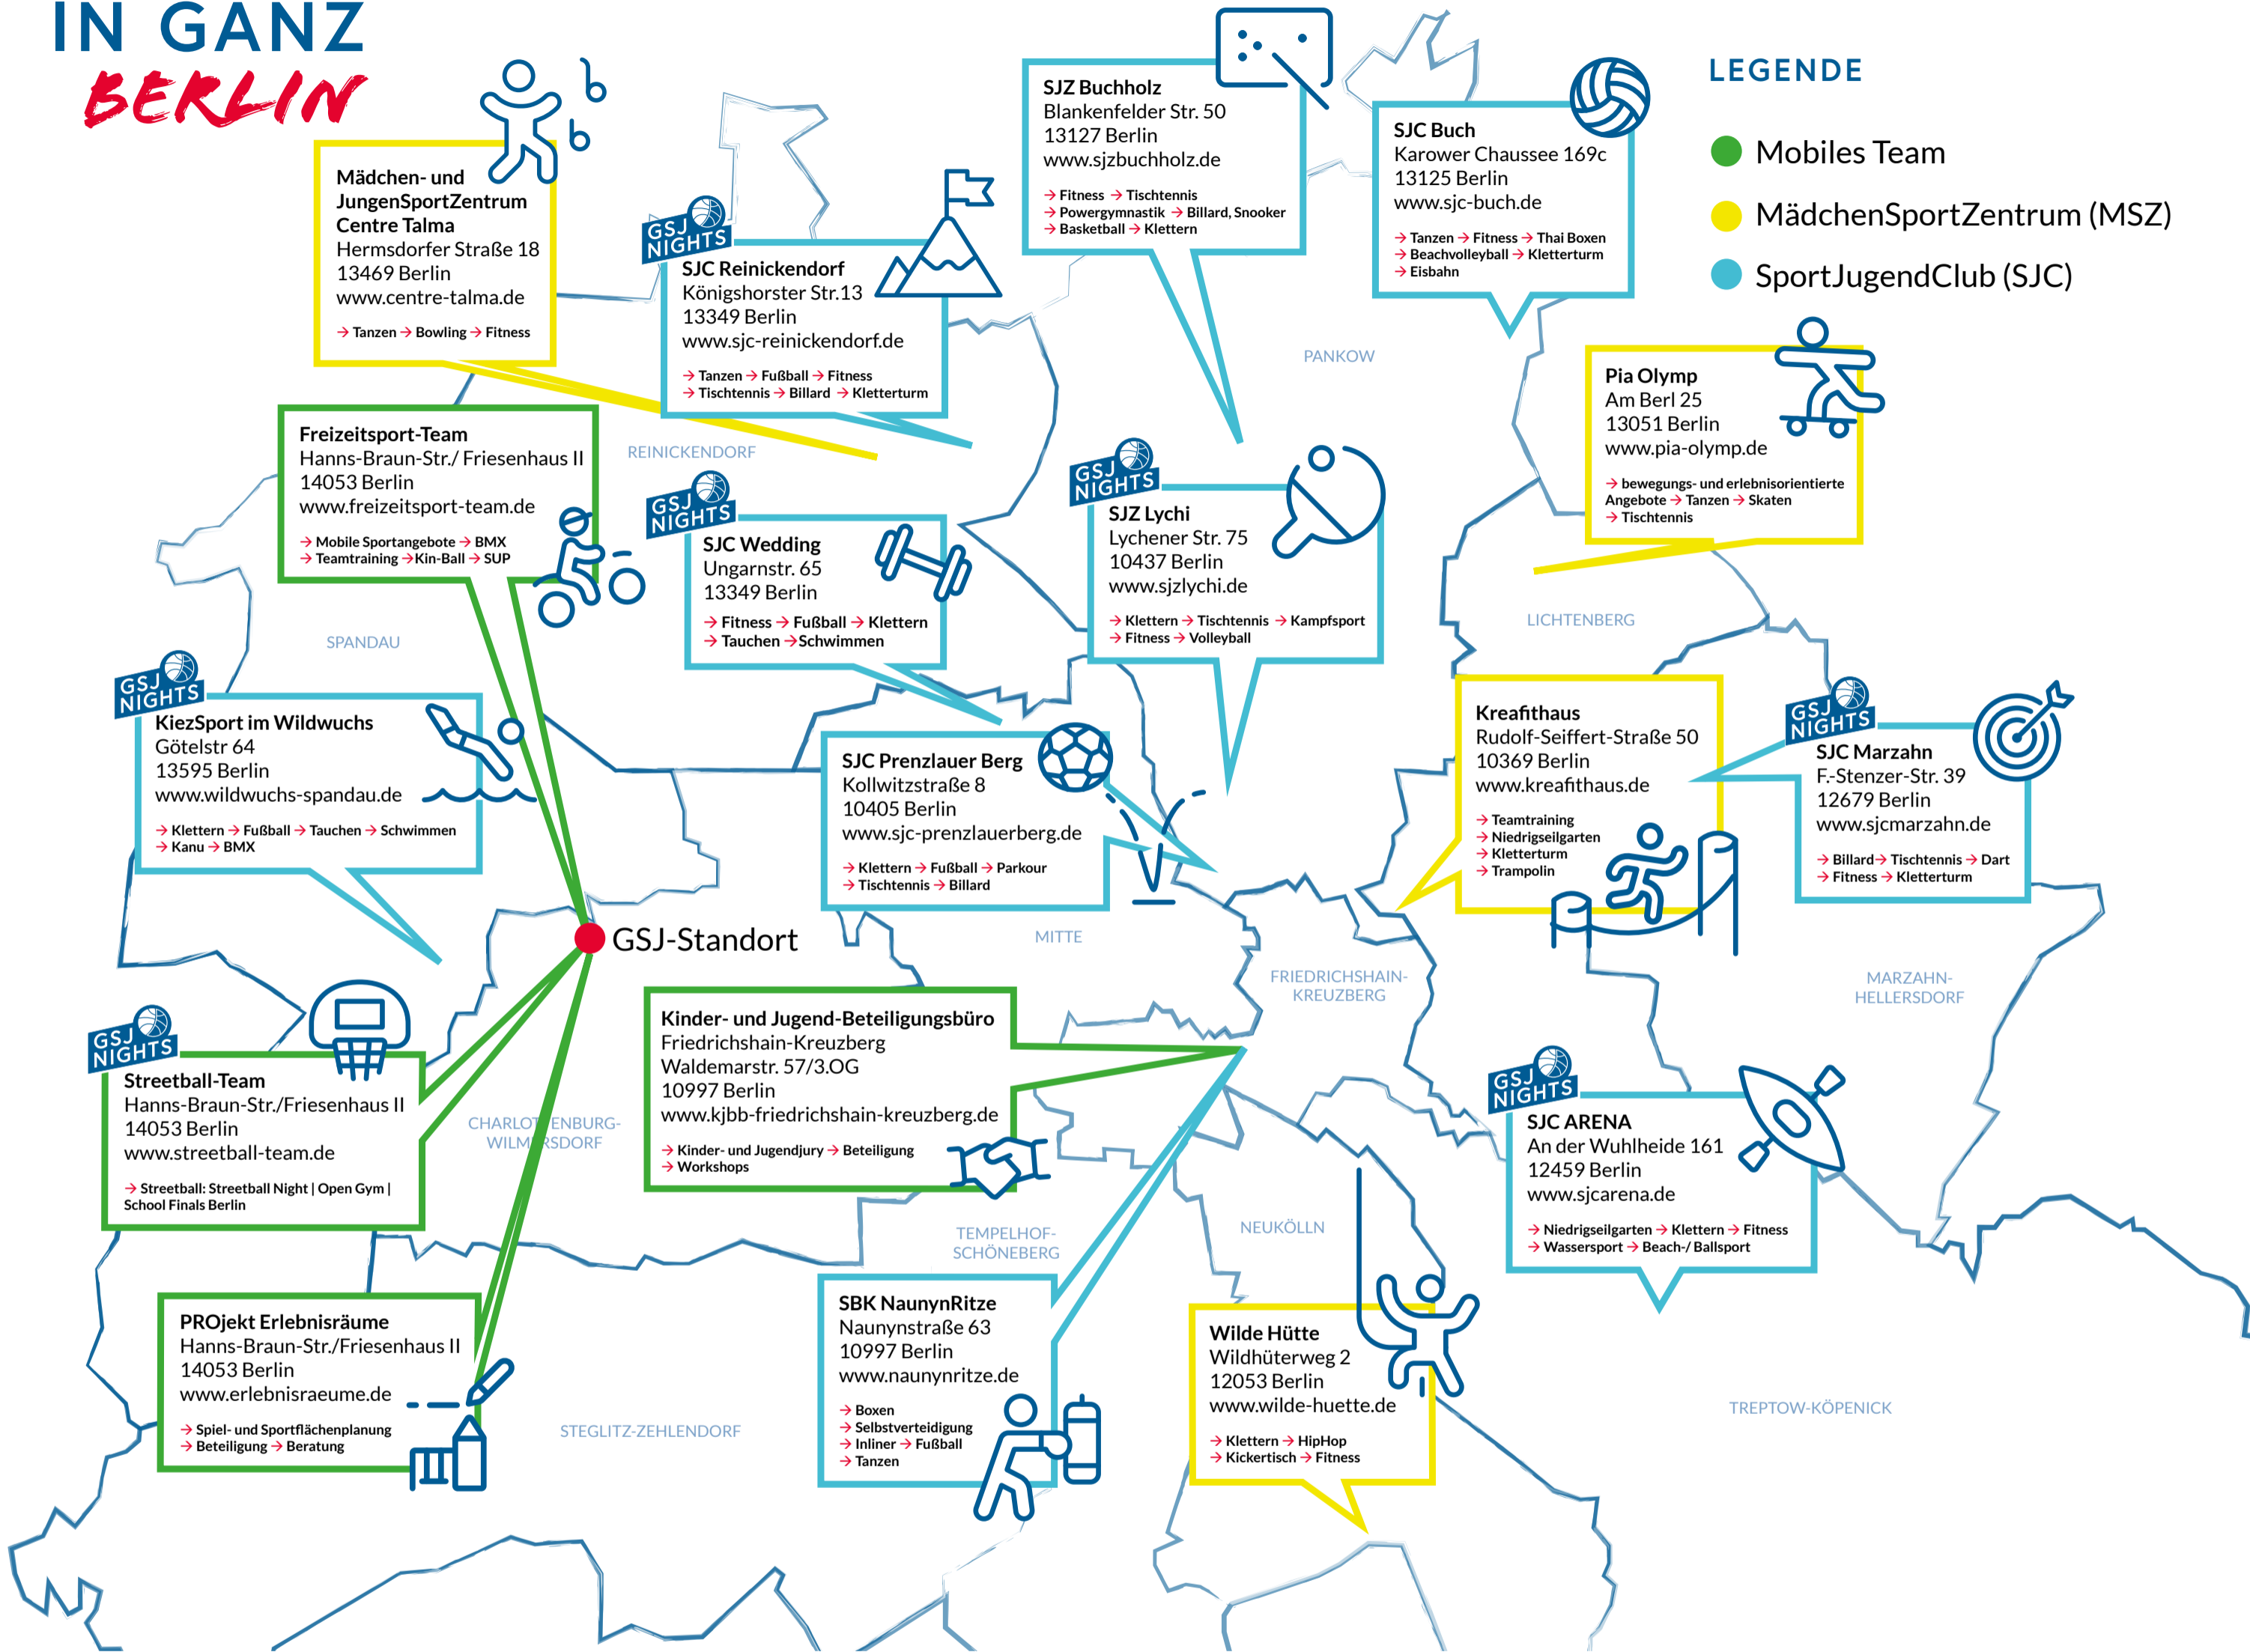 IN GANZ
BERLIN
LEGENDE
Mobiles Team
MädchenSportZentrum (MSZ)
SportJugendClub (SJC)
Mädchen- und
JungenSportZentrum
Centre Talma
Hermsdorfer Straße 18
13469 Berlin
www.centre-talma.de
→ Tanzen → Bowling → Fitness
GSJ
NIGHTS
SJC Reinickendorf
Königshorster Str.13
13349 Berlin
www.sjc-reinickendorf.de
→ Tanzen → Fußball → Fitness
→ Tischtennis → Billard → Kletterturm
SJZ Buchholz
Blankenfelder Str. 50
13127 Berlin
www.sjzbuchholz.de
→ Fitness → Tischtennis
→ Powergymnastik → Billard, Snooker
→ Basketball → Klettern
SJC Buch
Karower Chaussee 169c
13125 Berlin
www.sjc-buch.de
→ Tanzen → Fitness → Thai Boxen
→ Beachvolleyball → Kletterturm
→ Eisbahn
PANKOW
Pia Olymp
Am Berl 25
13051 Berlin
www.pia-olymp.de
→ bewegungs- und erlebnisorientierte
Angebote → Tanzen → Skaten
→ Tischtennis
Freizeitsport-Team
Hanns-Braun-Str./ Friesenhaus II
14053 Berlin
www.freizeitsport-team.de
→ Mobile Sportangebote → BMX
→ Teamtraining →Kin-Ball → SUP
REINICKENDORF
GSJ
NIGHTS
SJC Wedding
Ungarnstr. 65
13349 Berlin
→ Fitness → Fußball → Klettern
→ Tauchen →Schwimmen
GSJ
NIGHTS
SJZ Lychi
Lychener Str. 75
10437 Berlin
www.sjzlychi.de
→ Klettern → Tischtennis → Kampfsport
→ Fitness → Volleyball
LICHTENBERG
SPANDAU
GSJ
NIGHTS
KiezSport im Wildwuchs
Götelstr 64
13595 Berlin
www.wildwuchs-spandau.de
→ Klettern → Fußball → Tauchen → Schwimmen
→ Kanu → BMX
SJC Prenzlauer Berg
Kollwitzstraße 8
10405 Berlin
www.sjc-prenzlauerberg.de
→ Klettern → Fußball → Parkour
→ Tischtennis → Billard
Kreafithaus
Rudolf-Seiffert-Straße 50
10369 Berlin
www.kreafithaus.de
→ Teamtraining
→ Niedrigseilgarten
→ Kletterturm
→ Trampolin
GSJ
NIGHTS
SJC Marzahn
F.-Stenzer-Str. 39
12679 Berlin
www.sjcmarzahn.de
→ Billard→ Tischtennis → Dart
→ Fitness → Kletterturm
GSJ-Standort
MITTE
FRIEDRICHSHAIN-
KREUZBERG
MARZAHN-
HELLERSDORF
GSJ
NIGHTS
Streetball-Team
Hanns-Braun-Str./Friesenhaus II
14053 Berlin
www.streetball-team.de
→ Streetball: Streetball Night | Open Gym |
School Finals Berlin
CHARLOTTENBURG-
WILMERSDORF
Kinder- und Jugend-Beteiligungsbüro
Friedrichshain-Kreuzberg
Waldemarstr. 57/3.OG
10997 Berlin
www.kjbb-friedrichshain-kreuzberg.de
→ Kinder- und Jugendjury → Beteiligung
→ Workshops
GSJ
NIGHTS
SJC ARENA
An der Wuhlheide 161
12459 Berlin
www.sjcarena.de
→ Niedrigseilgarten → Klettern → Fitness
→ Wassersport → Beach-/ Ballsport
TEMPELHOF-
SCHÖNEBERG
NEUKÖLLN
PROjekt Erlebnisräume
Hanns-Braun-Str./Friesenhaus II
14053 Berlin
www.erlebnisraeume.de
→ Spiel- und Sportflächenplanung
→ Beteiligung → Beratung
STEGLITZ-ZEHLENDORF
SBK NaunynRitze
Naunynstraße 63
10997 Berlin
www.naunynritze.de
→ Boxen
→ Selbstverteidigung
→ Inliner → Fußball
→ Tanzen
Wilde Hütte
Wildhüterweg 2
12053 Berlin
www.wilde-huette.de
→ Klettern → HipHop
→ Kickertisch → Fitness
TREPTOW-KÖPENICK